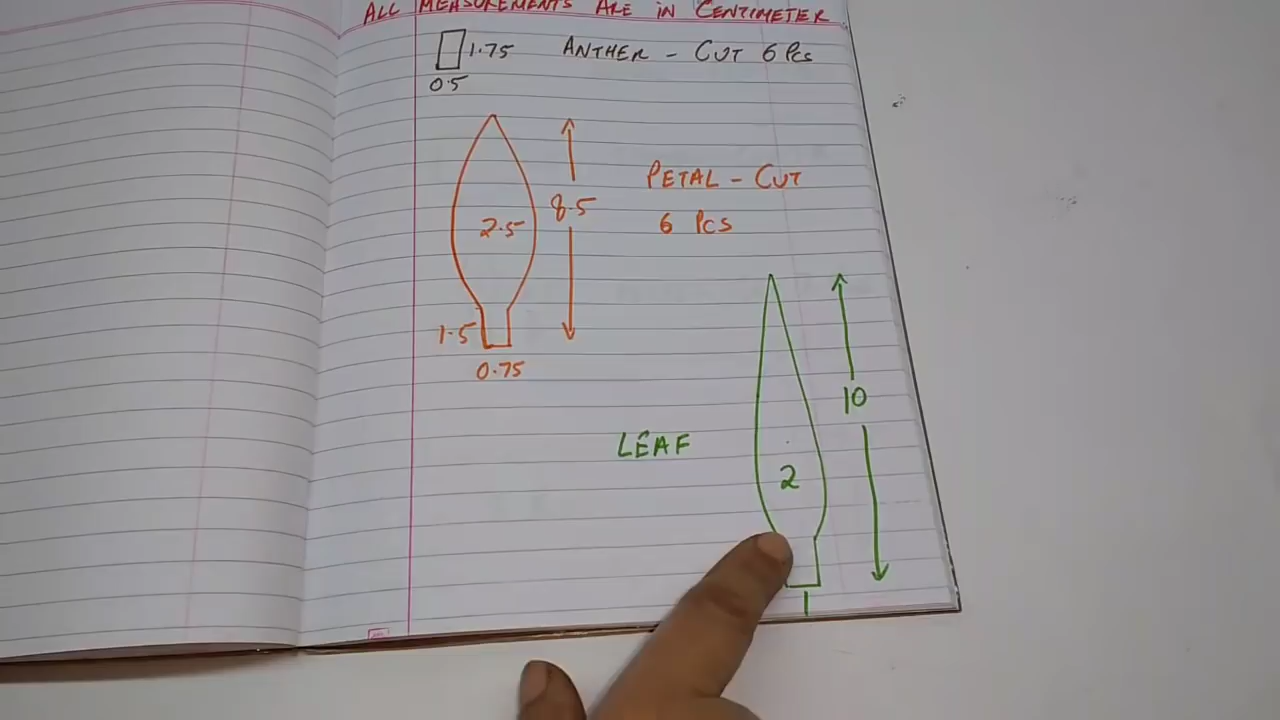 ALL MEASUREMENTS ARE IN CENTIMETER
1.75 ANTHER - CUT 6 Pcs
0.5
PETAL - CUT
8.5
2.5 6 Pcs
1.5
0.75
10
LEAF
2
1